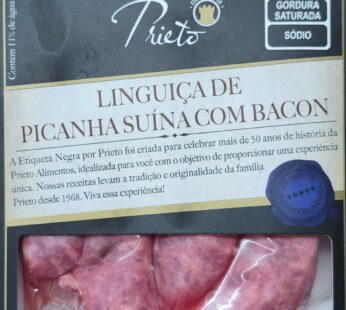 Contém 11% de água
Prieto
GORDURA
SATURADA
SÓDIO
LINGUIÇA DE
PICANHA SUÍNA COM BACON
A Etiqueta Negra por Prieto foi criada para celebrar mais de 50 anos de história da
Prieto Alimentos, idealizada para você com o objetivo de proporcionar uma experiência
única. Nossas receitas levam a tradição e originalidade da família
Prieto desde 1968. Viva essa experiência!